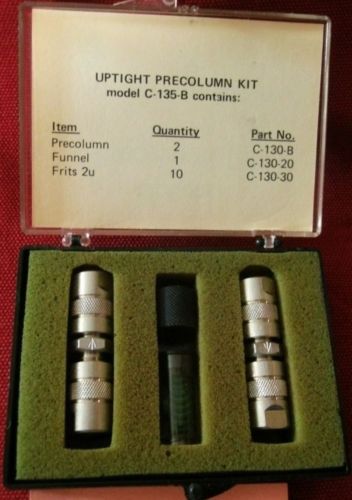 UPTIGHT PRECOLUMN KIT
model C-135-B contains:
Item Quantity Part No.
Precolumn 2 C-130-B
Funnel 1 C-130-20
Frits 2u 10 C-130-30